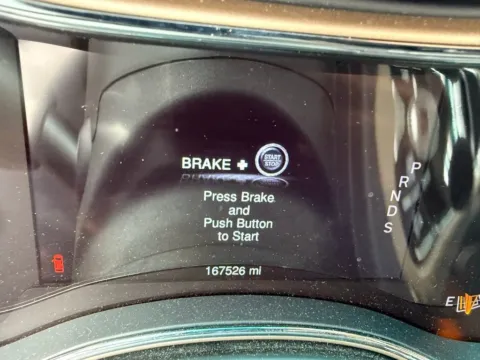 BRAKE + START STOP
Press Brake
and
Push Button
to Start
167526 mi
P
R
N
D
S
E